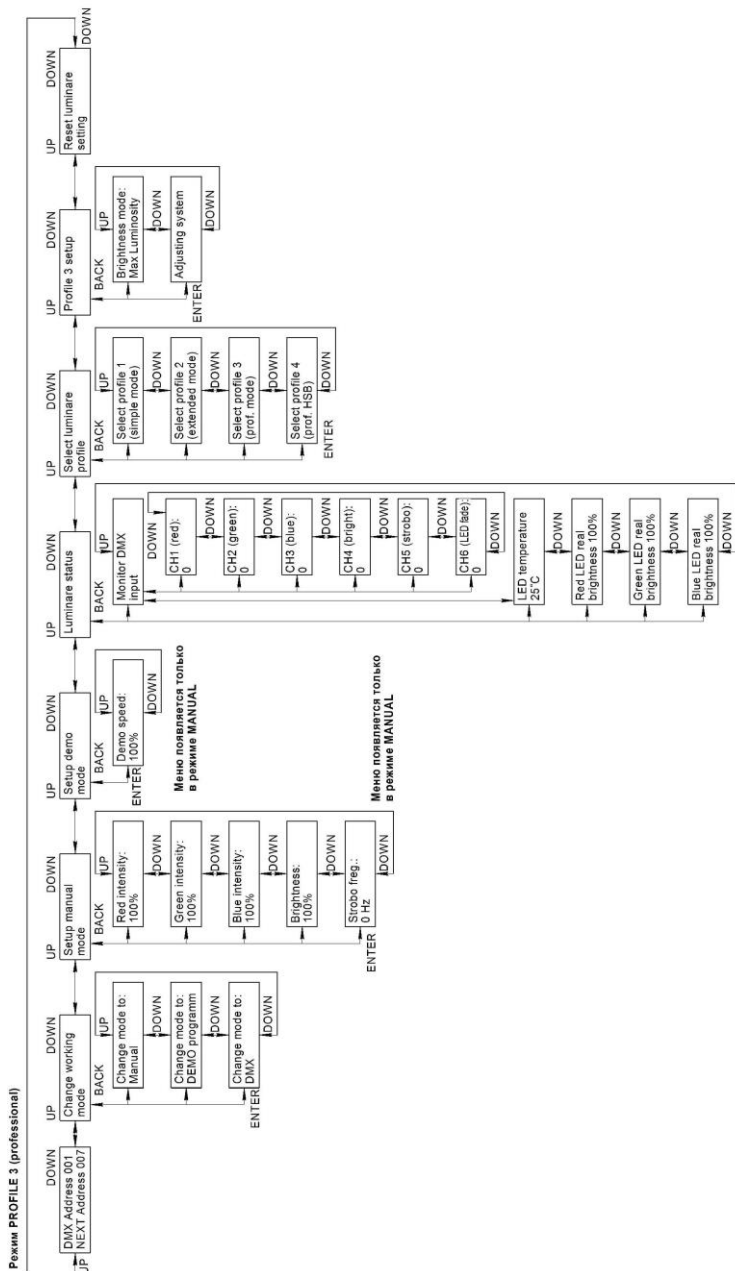 Режим PROFILE 3 (professional)
UP
DOWN
DMX Address 001
NEXT Address 007
UP
DOWN
Change working
mode
BACK
UP
Change mode to:
Manual
DOWN
Change mode to:
DEMO programm
DOWN
Change mode to:
DMX
ENTER
DOWN
UP
DOWN
Setup manual
mode
BACK
UP
Red intensity:
100%
DOWN
Green intensity:
100%
DOWN
Blue intensity:
100%
DOWN
Brightness:
100%
DOWN
Strobo freg.:
0 Hz
ENTER
DOWN
Меню появляется только
в режиме MANUAL
UP
DOWN
Setup demo
mode
BACK
UP
Demo speed:
100%
ENTER
DOWN
Меню появляется только
в режиме MANUAL
UP
DOWN
Luminare status
BACK
UP
Monitor DMX
input
DOWN
CH1 (red):
0
DOWN
CH2 (green):
0
DOWN
CH3 (blue):
0
DOWN
CH4 (bright):
0
DOWN
CH5 (strobo):
0
DOWN
CH6 (LED fade):
0
DOWN
LED temperature
25°C
DOWN
Red LED real
brightness 100%
DOWN
Green LED real
brightness 100%
DOWN
Blue LED real
brightness 100%
DOWN
UP
DOWN
Select luminare
profile
BACK
UP
Select profile 1
(simple mode)
DOWN
Select profile 2
(extended mode)
DOWN
Select profile 3
(prof. mode)
DOWN
Select profile 4
(prof. HSB)
ENTER
DOWN
UP
DOWN
Profile 3 setup
BACK
UP
Brightness mode:
Max Luminosity
DOWN
Adjusting system
ENTER
DOWN
UP
DOWN
Reset luminare
setting
DOWN